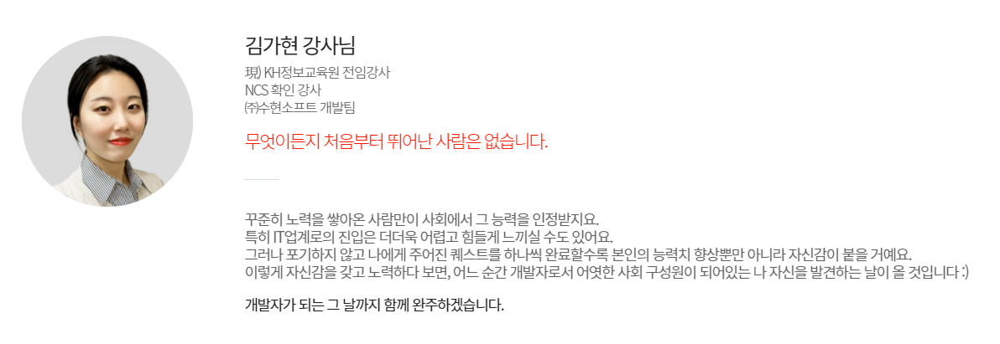 김가현 강사님
現) KH정보교육원 전임강사
NCS 확인 강사
㈜수현소프트 개발팀
무엇이든지 처음부터 뛰어난 사람은 없습니다.
꾸준히 노력을 쌓아온 사람만이 사회에서 그 능력을 인정받지요.
특히 IT업계로의 진입은 더더욱 어렵고 힘들게 느끼실 수도 있어요.
그러나 포기하지 않고 나에게 주어진 퀘스트를 하나씩 완료할수록 본인의 능력치 향상뿐만 아니라 자신감이 붙을 거예요.
이렇게 자신감을 갖고 노력하다 보면, 어느 순간 개발자로서 어엿한 사회 구성원이 되어있는 나 자신을 발견하는 날이 올 것입니다 :)
개발자가 되는 그 날까지 함께 완주하겠습니다.